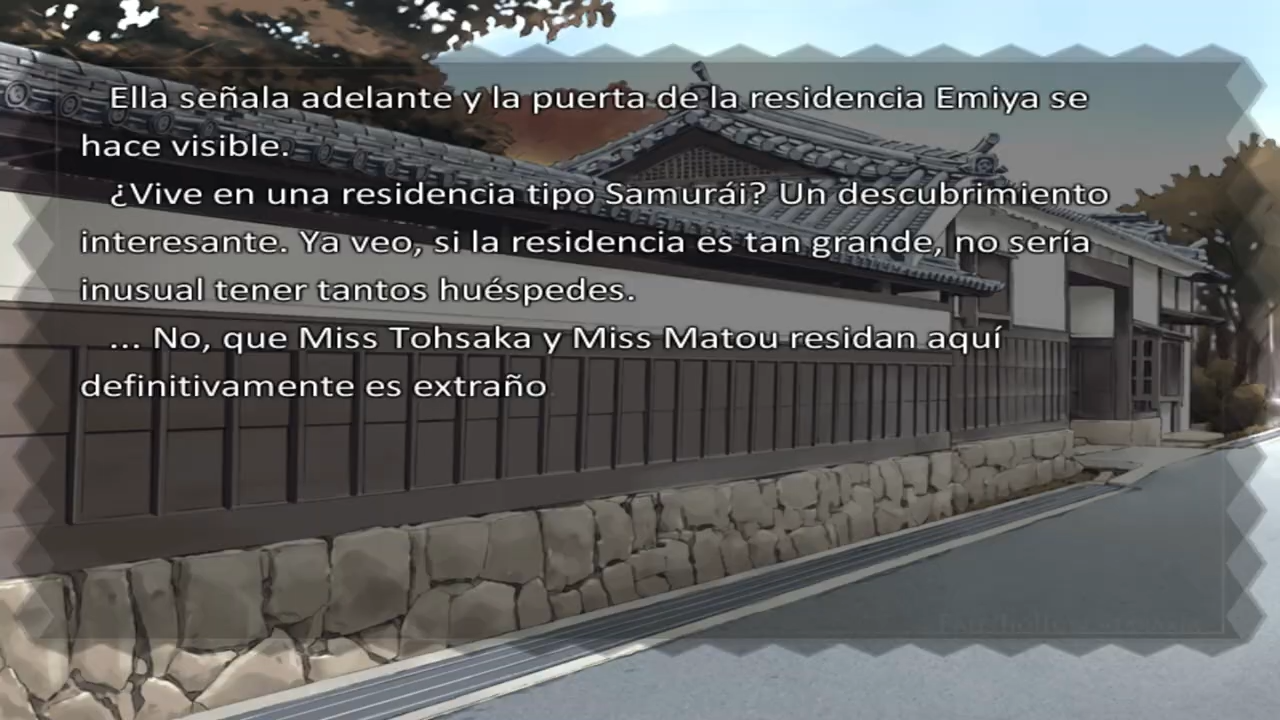 Ella señala adelante y la puerta de la residencia Emiya se
hace visible.
¿Vive en una residencia tipo Samurái? Un descubrimiento
interesante. Ya veo, si la residencia es tan grande, no sería
inusual tener tantos huéspedes.
... No, que Miss Tohsaka y Miss Matou residan aquí
definitivamente es extraño